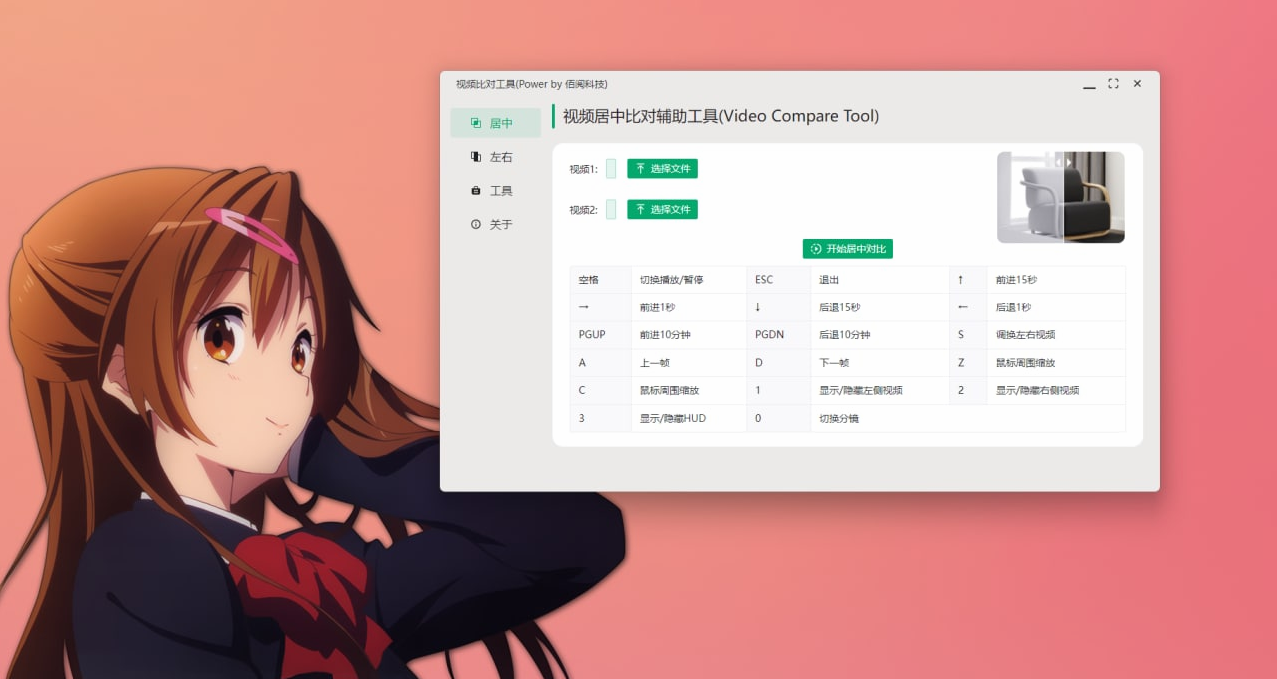 视频比对工具(Power by 佰阅科技)
视频居中比对辅助工具(Video Compare Tool)
居中
左右
工具
关于
视频1: 选择文件
视频2: 选择文件
开始居中对比
空格 切换播放/暂停 ESC 退出 ↑ 前进15秒
→ 前进1秒 ↓ 后退15秒 ← 后退1秒
PGUP 前进10分钟 PGDN 后退10分钟 S 调换左右视频
A 上一帧 D 下一帧 Z 鼠标周围缩放
C 鼠标周围缩放 1 显示/隐藏左侧视频 2 显示/隐藏右侧视频
3 显示/隐藏HUD 0 切换分镜